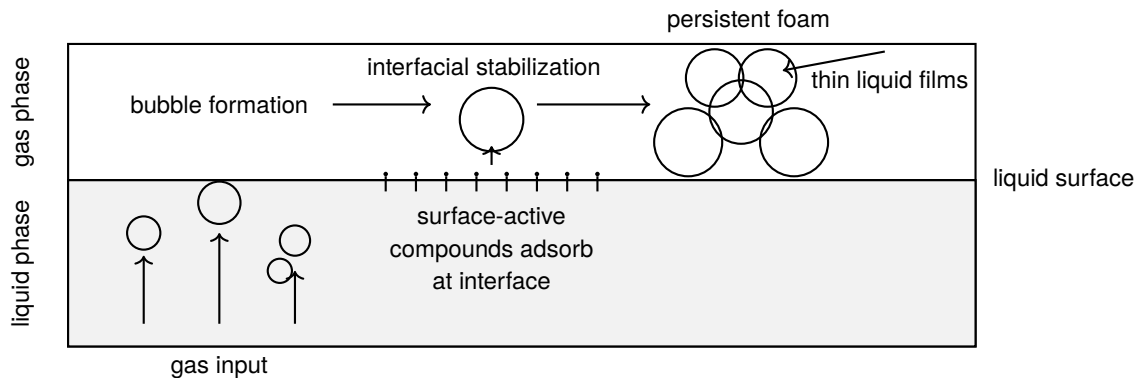 persistent foam
interfacial stabilization
thin liquid films
bubble formation
gas phase
liquid surface
surface-active
compounds adsorb
at interface
liquid phase
gas input